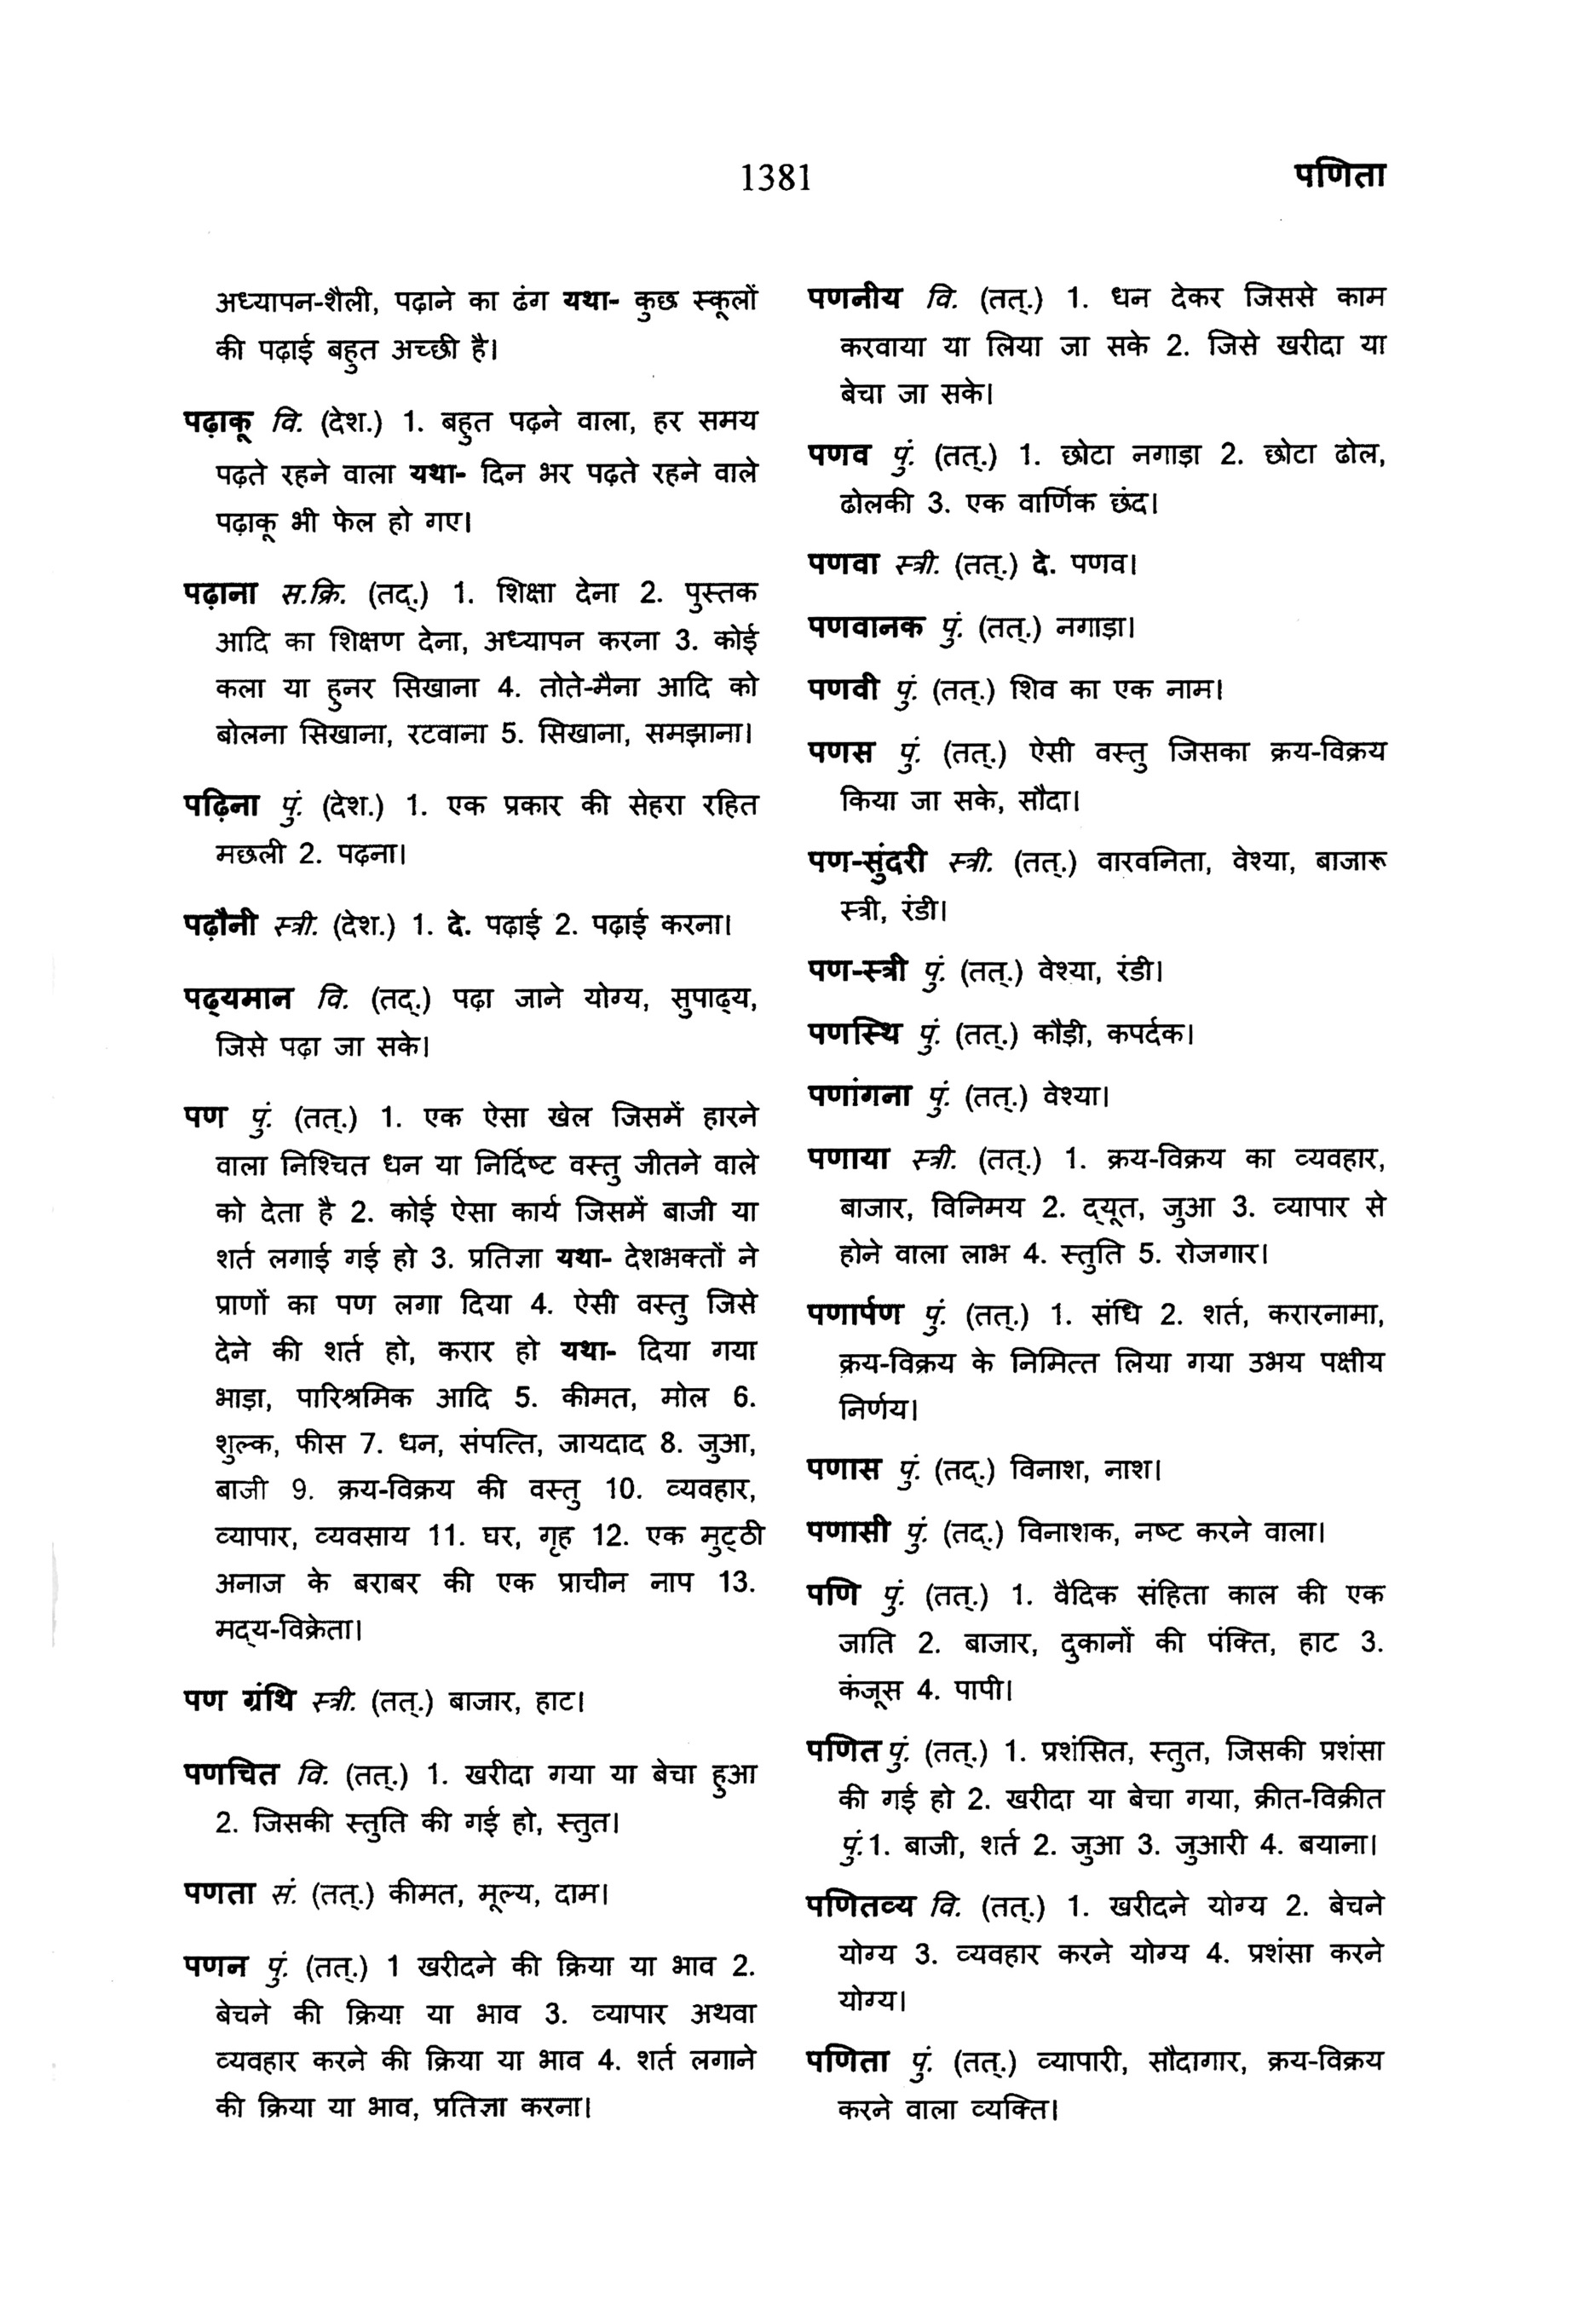 1381
पणिता
अध्यापन-शैली, पढ़ाने का ढंग यथा- कुछ स्कूलों
की पढ़ाई बहुत अच्छी है।
पढ़ाकू वि. (देश.) 1. बहुत पढ़ने वाला, हर समय
पढ़ते रहने वाला यथा- दिन भर पढ़ते रहने वाले
पढ़ाकू भी फेल हो गए।
पढ़ाना स.क्रि. (तद्.) 1. शिक्षा देना 2. पुस्तक
आदि का शिक्षण देना, अध्यापन करना 3. कोई
कला या हुनर सिखाना 4. तोते-मैना आदि को
बोलना सिखाना, रटवाना 5. सिखाना, समझाना।
पढ़िना पुं. (देश.) 1. एक प्रकार की सेहरा रहित
मछली 2. पढ़ना।
पढ़ौनी स्त्री. (देश.) 1. दे. पढ़ाई 2. पढ़ाई करना।
पढ्यमान वि. (तद्.) पढ़ा जाने योग्य, सुपाढ्य,
जिसे पढ़ा जा सके।
पण पुं. (तत्.) 1. एक ऐसा खेल जिसमें हारने
वाला निश्चित धन या निर्दिष्ट वस्तु जीतने वाले
को देता है 2. कोई ऐसा कार्य जिसमें बाजी या
शर्त लगाई गई हो 3. प्रतिज्ञा यथा- देशभक्तों ने
प्राणों का पण लगा दिया 4. ऐसी वस्तु जिसे
देने की शर्त हो, करार हो यथा- दिया गया
भाड़ा, पारिश्रमिक आदि 5. कीमत, मोल 6.
शुल्क, फीस 7. धन, संपत्ति, जायदाद 8. जुआ,
बाजी 9. क्रय-विक्रय की वस्तु 10. व्यवहार,
व्यापार, व्यवसाय 11. घर, गृह 12. एक मुट्ठी
अनाज के बराबर की एक प्राचीन नाप 13.
मद्य-विक्रेता।
पण ग्रंथि स्त्री. (तत्.) बाजार, हाट।
पणचित वि. (तत्.) 1. खरीदा गया या बेचा हुआ
2. जिसकी स्तुति की गई हो, स्तुत।
पणता सं. (तत्.) कीमत, मूल्य, दाम।
पणन पुं. (तत्.) 1 खरीदने की क्रिया या भाव 2.
बेचने की क्रिया या भाव 3. व्यापार अथवा
व्यवहार करने की क्रिया या भाव 4. शर्त लगाने
की क्रिया या भाव, प्रतिज्ञा करना।
पणनीय वि. (तत्.) 1. धन देकर जिससे काम
करवाया या लिया जा सके 2. जिसे खरीदा या
बेचा जा सके।
पणव पुं. (तत्.) 1. छोटा नगाड़ा 2. छोटा ढोल,
ढोलकी 3. एक वार्णिक छंद।
पणवा स्त्री. (तत्.) दे. पणव।
पणवानक पुं. (तत्.) नगाड़ा।
पणवी पुं. (तत्.) शिव का एक नाम।
पणस पुं. (तत्.) ऐसी वस्तु जिसका क्रय-विक्रय
किया जा सके, सौदा।
पण-सुंदरी स्त्री. (तत्.) वारवनिता, वेश्या, बाजारू
स्त्री, रंडी।
पण-स्त्री पुं. (तत्.) वेश्या, रंडी।
पणस्थि पुं. (तत्.) कौड़ी, कपर्दक।
पणांगना पुं. (तत्.) वेश्या।
पणाया स्त्री. (तत्.) 1. क्रय-विक्रय का व्यवहार,
बाजार, विनिमय 2. द्यूत, जुआ 3. व्यापार से
होने वाला लाभ 4. स्तुति 5. रोजगार।
पणार्पण पुं. (तत्.) 1. संधि 2. शर्त, करारनामा,
क्रय-विक्रय के निमित्त लिया गया उभय पक्षीय
निर्णय।
पणास पुं. (तद्.) विनाश, नाश।
पणासी पुं. (तद्.) विनाशक, नष्ट करने वाला।
पणि पुं. (तत्.) 1. वैदिक संहिता काल की एक
जाति 2. बाजार, दुकानों की पंक्ति, हाट 3.
कंजूस 4. पापी।
पणित पुं. (तत्.) 1. प्रशंसित, स्तुत, जिसकी प्रशंसा
की गई हो 2. खरीदा या बेचा गया, क्रीत-विक्रीत
पुं.1. बाजी, शर्त 2. जुआ 3. जुआरी 4. बयाना।
पणितव्य वि. (तत्.) 1. खरीदने योग्य 2. बेचने
योग्य 3. व्यवहार करने योग्य 4. प्रशंसा करने
योग्य।
पणिता पुं. (तत्.) व्यापारी, सौदागार, क्रय-विक्रय
करने वाला व्यक्ति।